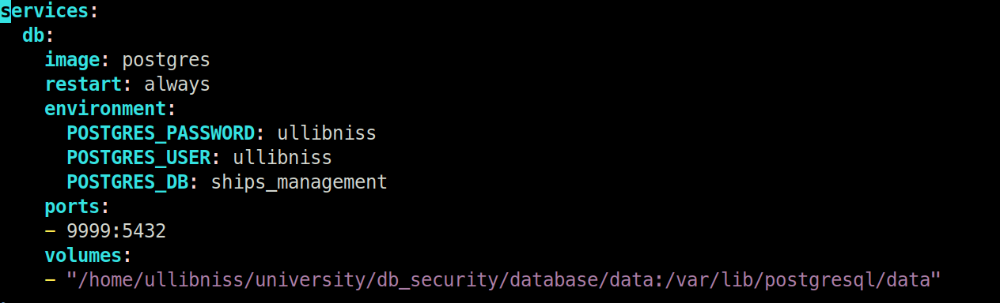 services:
  db:
    image: postgres
    restart: always
    environment:
      POSTGRES_PASSWORD: ullibniss
      POSTGRES_USER: ullibniss
      POSTGRES_DB: ships_management
    ports:
    - 9999:5432
    volumes:
    - "/home/ullibniss/university/db_security/database/data:/var/lib/postgresql/data"